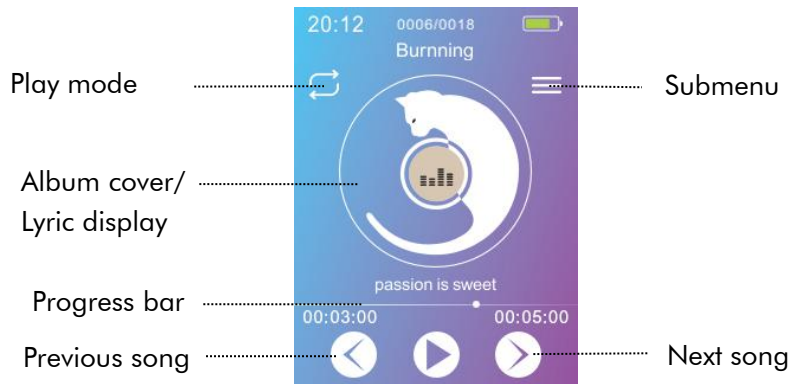 20:12 0006/0018
Burnning
Play mode
Submenu
Album cover/
Lyric display
passion is sweet
Progress bar
00:03:00 00:05:00
Previous song
Next song